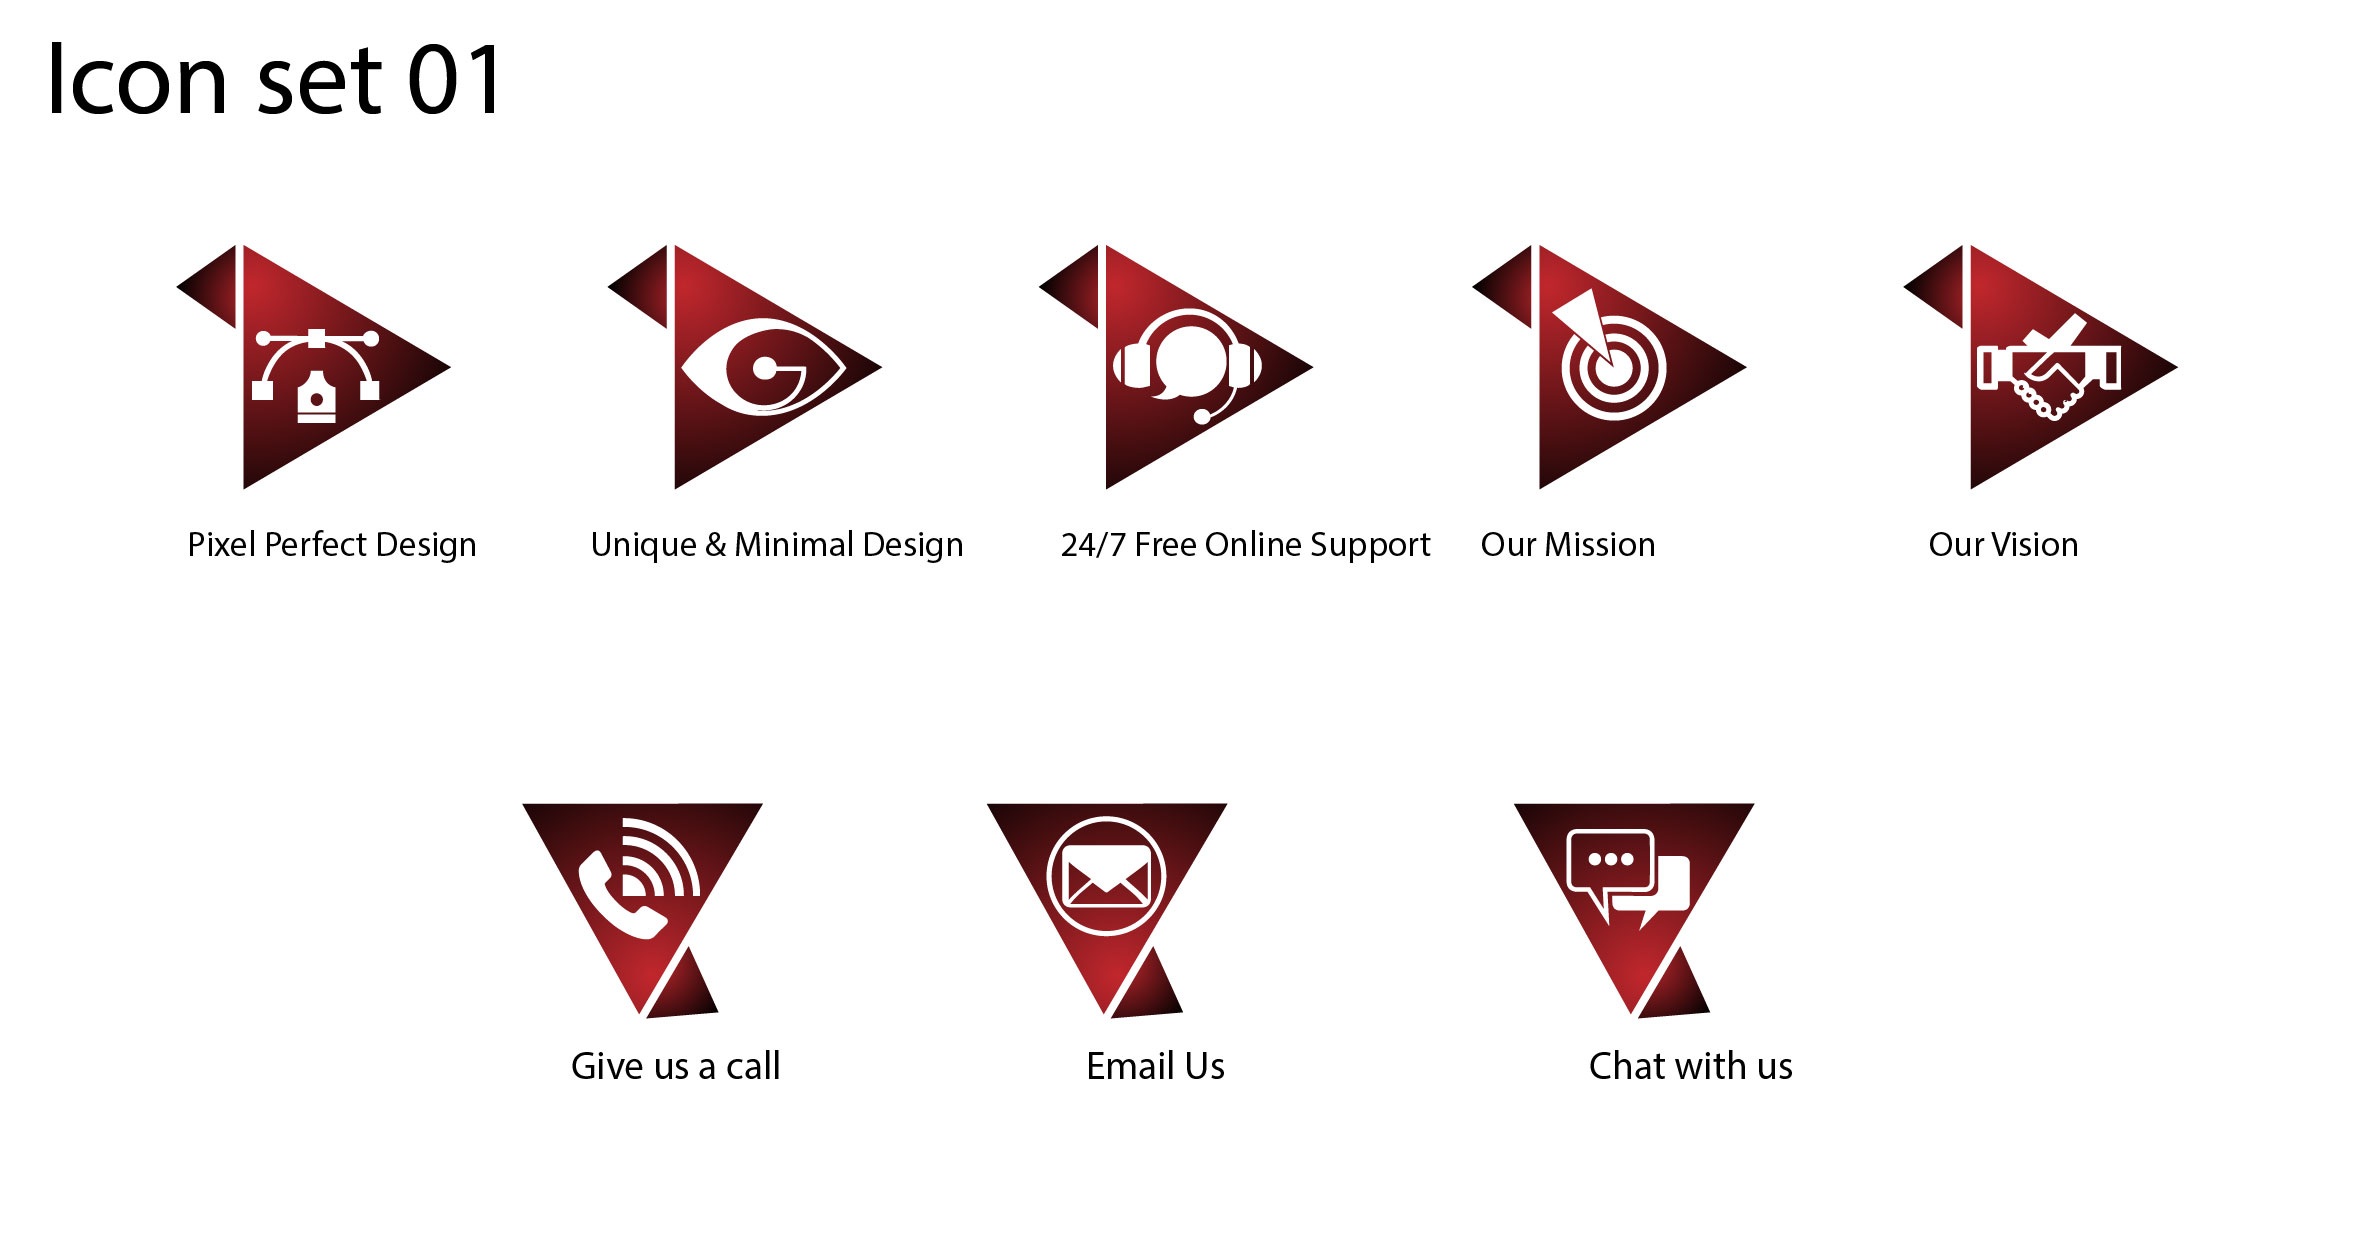 Icon set 01
Pixel Perfect Design
Unique & Minimal Design
24/7 Free Online Support
Our Mission
Our Vision
Give us a call
Email Us
Chat with us